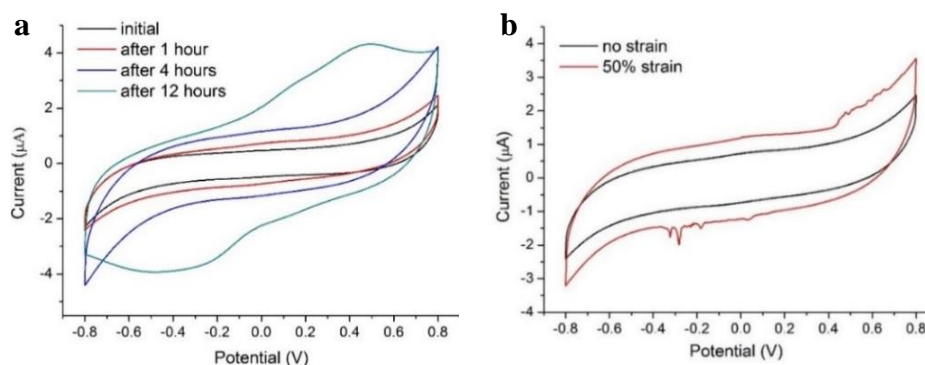 a
initial
after 1 hour
after 4 hours
after 12 hours
Current (µA)
4
2
0
-2
-4
-0.8 -0.6 -0.4 -0.2 0.0 0.2 0.4 0.6 0.8
Potential (V)
b
no strain
50% strain
Current (µA)
4
3
2
1
0
-1
-2
-3
-4
-0.8 -0.6 -0.4 -0.2 0.0 0.2 0.4 0.6 0.8
Potential (V)